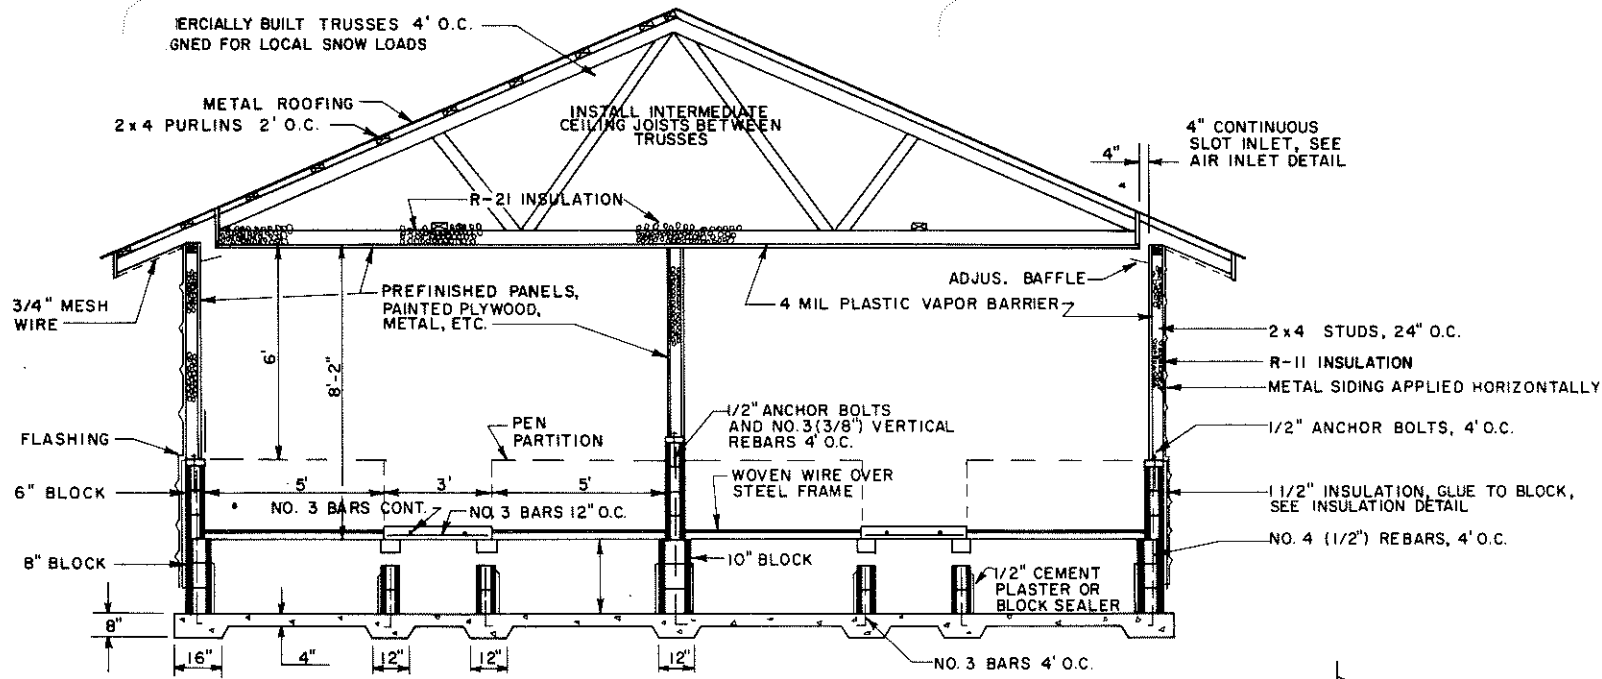 ERCIALLY BUILT TRUSSES 4' O.C.
GNED FOR LOCAL SNOW LOADS
METAL ROOFING
2x4 PURLINS 2' O.C.
INSTALL INTERMEDIATE
CEILING JOISTS BETWEEN
TRUSSES
4" CONTINUOUS
SLOT INLET, SEE
AIR INLET DETAIL
4"
R-21 INSULATION
ADJUS. BAFFLE
3/4" MESH
WIRE
PREFINISHED PANELS,
PAINTED PLYWOOD,
METAL, ETC.
4 MIL PLASTIC VAPOR BARRIER
2x4 STUDS, 24" O.C.
R-11 INSULATION
METAL SIDING APPLIED HORIZONTALLY
6'
8'-2"
FLASHING
PEN
PARTITION
1/2" ANCHOR BOLTS
AND NO. 3 (3/8") VERTICAL
REBARS 4' O.C.
1/2" ANCHOR BOLTS, 4' O.C.
6" BLOCK
5'
3'
5'
WOVEN WIRE OVER
STEEL FRAME
1 1/2" INSULATION, GLUE TO BLOCK,
SEE INSULATION DETAIL
NO. 3 BARS CONT.
NO. 3 BARS 12" O.C.
NO. 4 (1/2") REBARS, 4' O.C.
8" BLOCK
10" BLOCK
1/2" CEMENT
PLASTER OR
BLOCK SEALER
8"
16"
4"
12"
12"
12"
NO. 3 BARS 4' O.C.